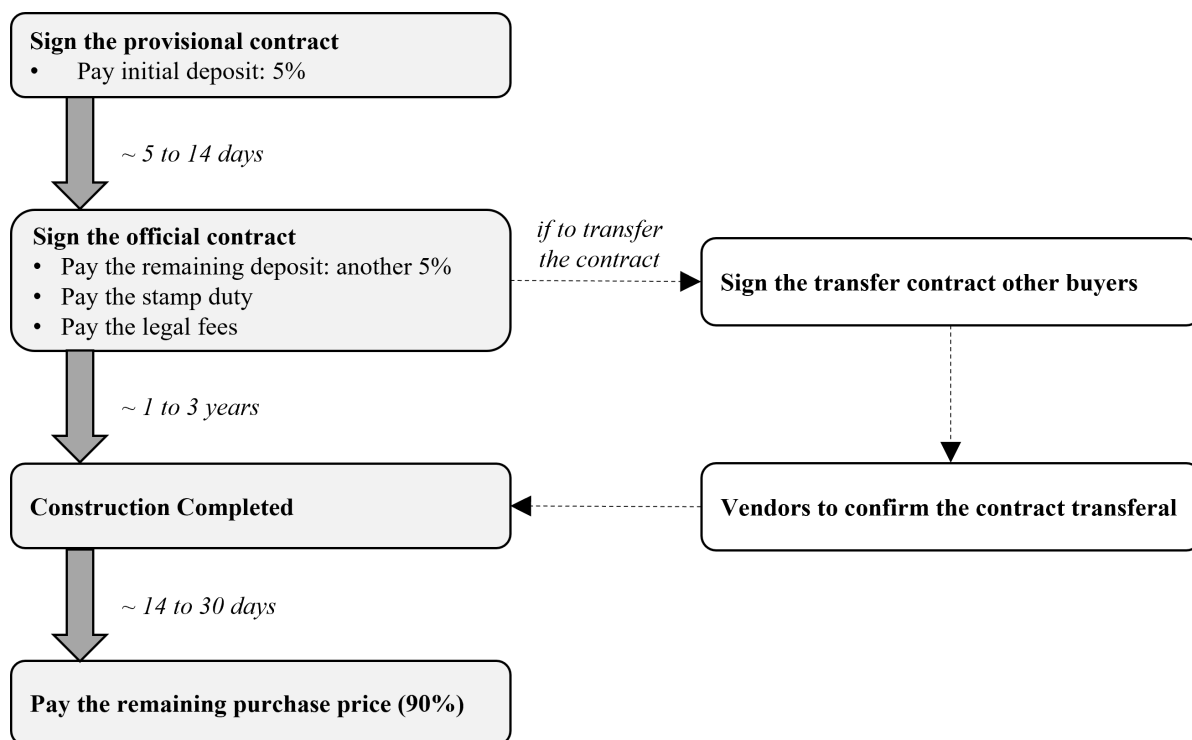 Sign the provisional contract
• Pay initial deposit: 5%
~ 5 to 14 days
Sign the official contract
• Pay the remaining deposit: another 5%
• Pay the stamp duty
• Pay the legal fees
if to transfer
the contract
Sign the transfer contract other buyers
~ 1 to 3 years
Construction Completed
Vendors to confirm the contract transferal
~ 14 to 30 days
Pay the remaining purchase price (90%)